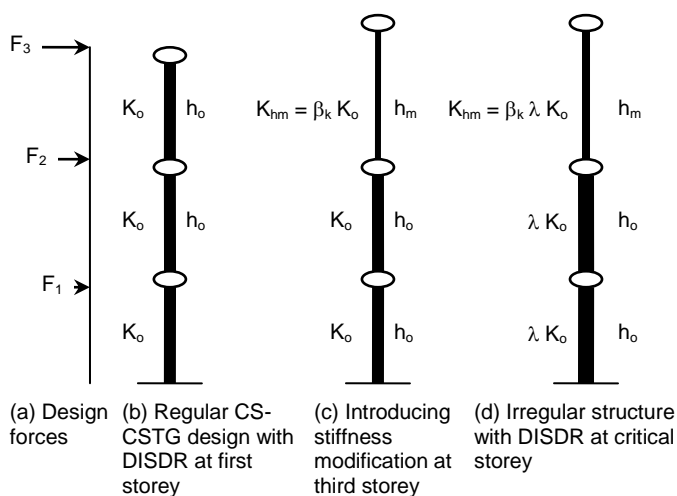 F₃
F₂
F₁
Kₒ hₒ
Kₒ hₒ
Kₒ
K_hm = βₖ Kₒ hₘ
Kₒ hₒ
Kₒ hₒ
K_hm = βₖ λ Kₒ hₘ
λ Kₒ hₒ
λ Kₒ hₒ
(a) Design
forces
(b) Regular CS-
CSTG design with
DISDR at first
storey
(c) Introducing
stiffness
modification at
third storey
(d) Irregular structure
with DISDR at critical
storey